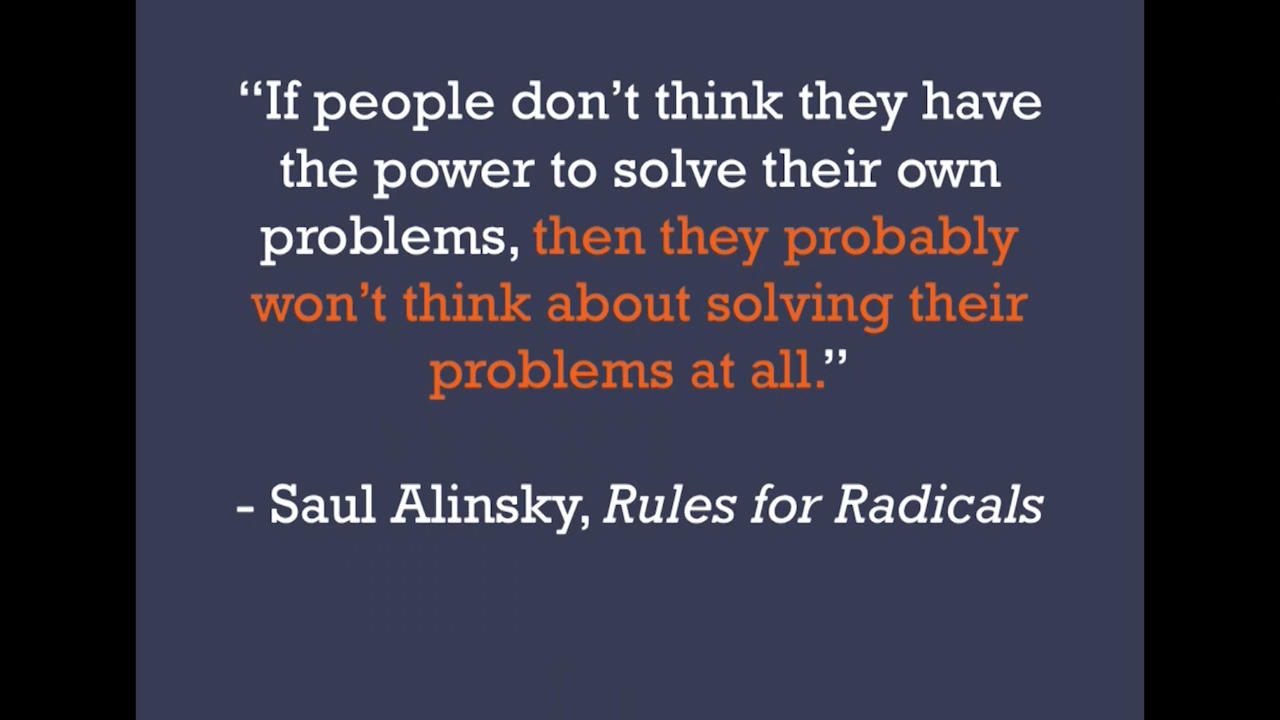 “If people don’t think they have
the power to solve their own
problems, then they probably
won’t think about solving their
problems at all.”
- Saul Alinsky, Rules for Radicals